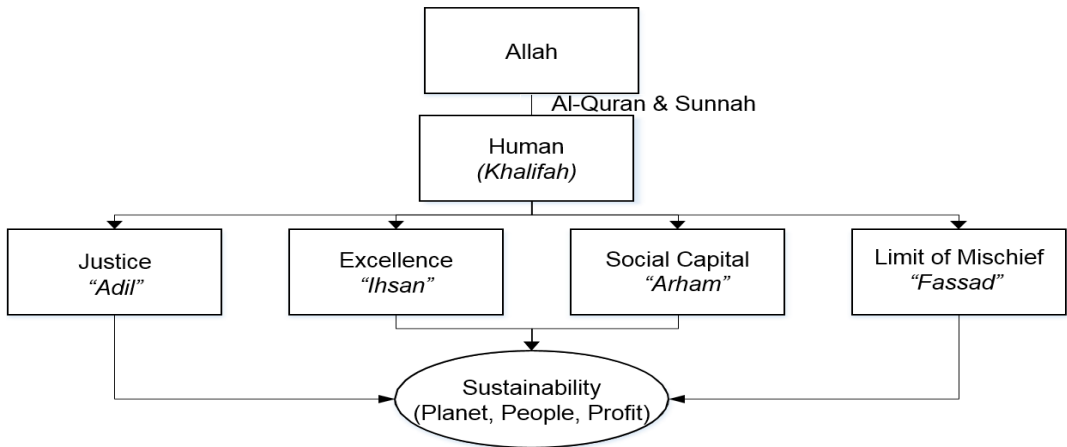 Allah
Al-Quran & Sunnah
Human
(Khalifah)
Justice
“Adil”
Excellence
“Ihsan”
Social Capital
“Arham”
Limit of Mischief
“Fassad”
Sustainability
(Planet, People, Profit)